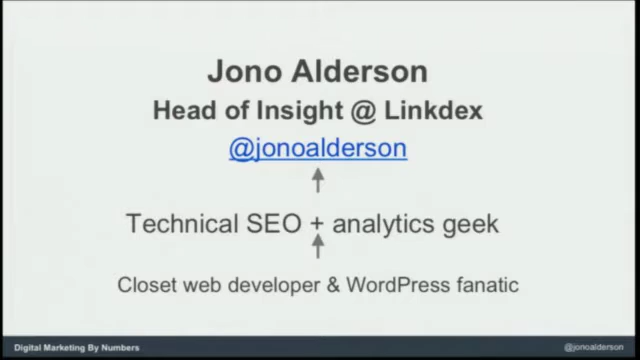 Jono Alderson
Head of Insight @ Linkdex
@jonoalderson
Technical SEO + analytics geek
Closet web developer & WordPress fanatic
Digital Marketing By Numbers
@jonoalderson